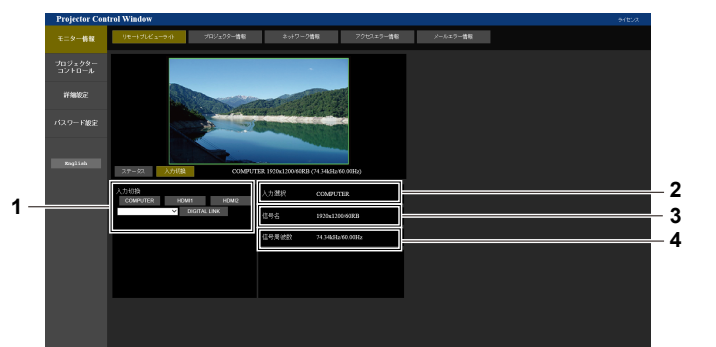 Projector Control Window
ライセンス
モニター情報
リモートプレビューライト
プロジェクター情報
ネットワーク情報
アクセスエラー情報
メールエラー情報
プロジェクター
コントロール
詳細設定
パスワード設定
English
ステータス
入力切換
COMPUTER 1920x1200/60RB (74.34kHz/60.00Hz)
入力切換
COMPUTER
HDMI1
HDMI2
DIGITAL LINK
入力選択 COMPUTER
信号名 1920x1200/60RB
信号周波数 74.34kHz/60.00Hz
1
2
3
4